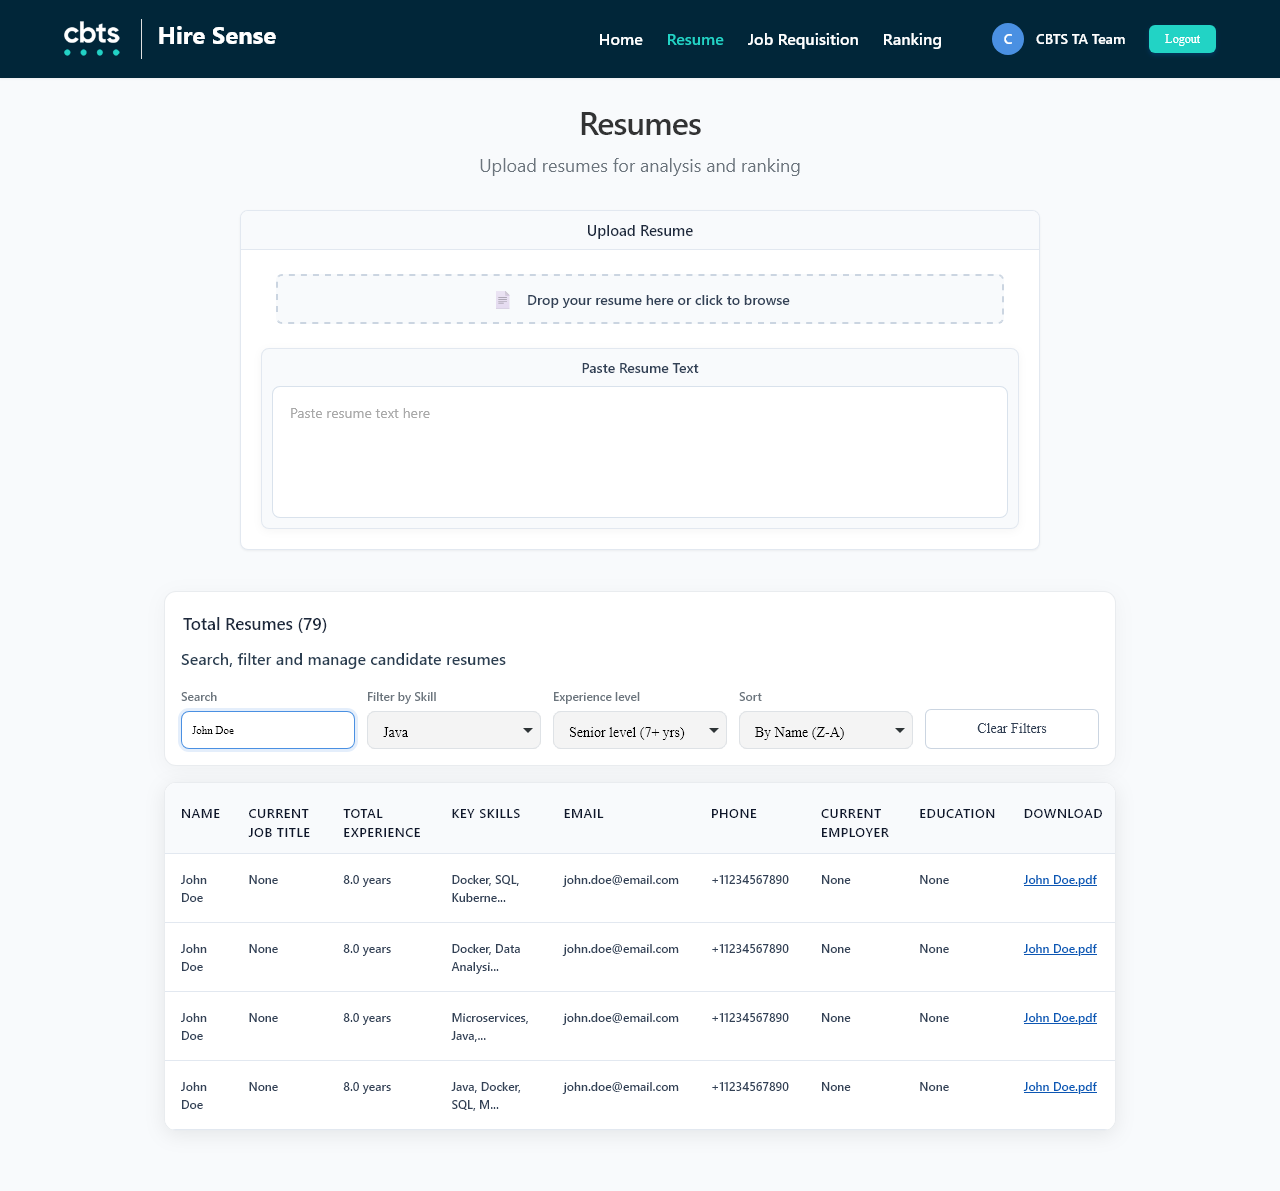 cbts
Hire Sense
Home
Resume
Job Requisition
Ranking
C
CBTS TA Team
Logout
Resumes
Upload resumes for analysis and ranking
Upload Resume
Drop your resume here or click to browse
Paste Resume Text
Paste resume text here
Total Resumes (79)
Search, filter and manage candidate resumes
Search
Filter by Skill
Experience level
Sort
John Doe
Java
Senior level (7+ yrs)
By Name (Z-A)
Clear Filters
NAME
CURRENT JOB TITLE
TOTAL EXPERIENCE
KEY SKILLS
EMAIL
PHONE
CURRENT EMPLOYER
EDUCATION
DOWNLOAD
John Doe
None
8.0 years
Docker, SQL, Kuberne...
john.doe@email.com
+11234567890
None
None
John Doe.pdf
John Doe
None
8.0 years
Docker, Data Analysi...
john.doe@email.com
+11234567890
None
None
John Doe.pdf
John Doe
None
8.0 years
Microservices, Java,...
john.doe@email.com
+11234567890
None
None
John Doe.pdf
John Doe
None
8.0 years
Java, Docker, SQL, M...
john.doe@email.com
+11234567890
None
None
John Doe.pdf